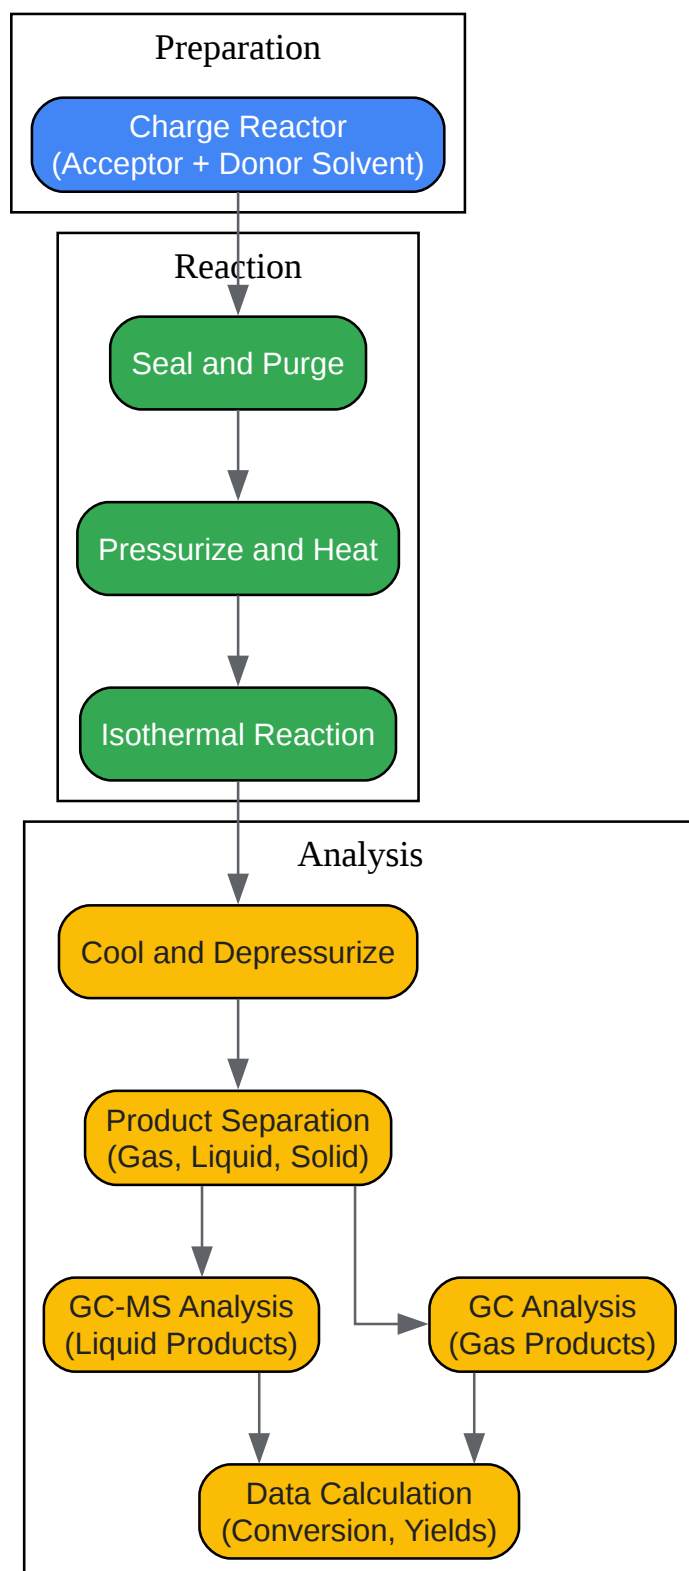 Preparation
Charge Reactor
(Acceptor + Donor Solvent)
Reaction
Seal and Purge
Pressurize and Heat
Isothermal Reaction
Analysis
Cool and Depressurize
Product Separation
(Gas, Liquid, Solid)
GC-MS Analysis
(Liquid Products)
GC Analysis
(Gas Products)
Data Calculation
(Conversion, Yields)